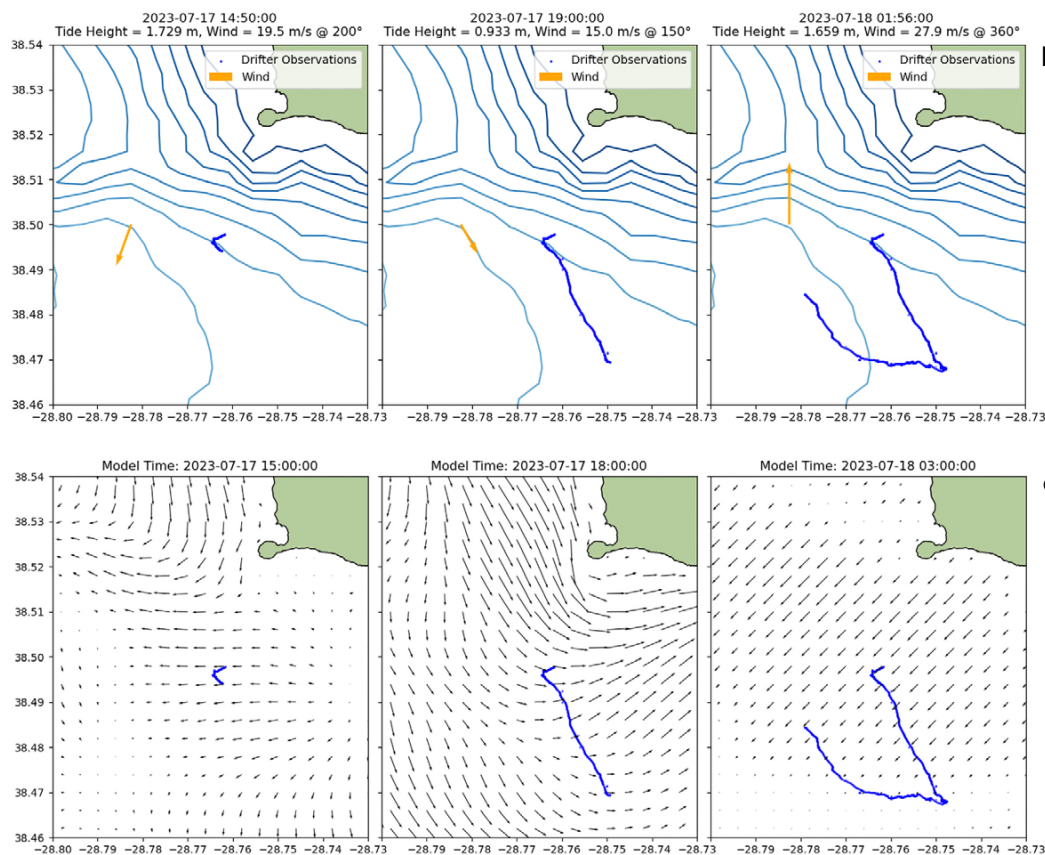 2023-07-17 14:50:00
Tide Height = 1.729 m, Wind = 19.5 m/s @ 200°
2023-07-17 19:00:00
Tide Height = 0.933 m, Wind = 15.0 m/s @ 150°
2023-07-18 01:56:00
Tide Height = 1.659 m, Wind = 27.9 m/s @ 360°
Drifter Observations
Wind
Drifter Observations
Wind
Drifter Observations
Wind
38.54
38.53
38.52
38.51
38.50
38.49
38.48
38.47
38.46
−28.80 −28.79 −28.78 −28.77 −28.76 −28.75 −28.74 −28.73
−28.79 −28.78 −28.77 −28.76 −28.75 −28.74 −28.73
−28.79 −28.78 −28.77 −28.76 −28.75 −28.74 −28.73
Model Time: 2023-07-17 15:00:00
Model Time: 2023-07-17 18:00:00
Model Time: 2023-07-18 03:00:00
38.54
38.53
38.52
38.51
38.50
38.49
38.48
38.47
38.46
−28.80 −28.79 −28.78 −28.77 −28.76 −28.75 −28.74 −28.73
−28.79 −28.78 −28.77 −28.76 −28.75 −28.74 −28.73
−28.79 −28.78 −28.77 −28.76 −28.75 −28.74 −28.73